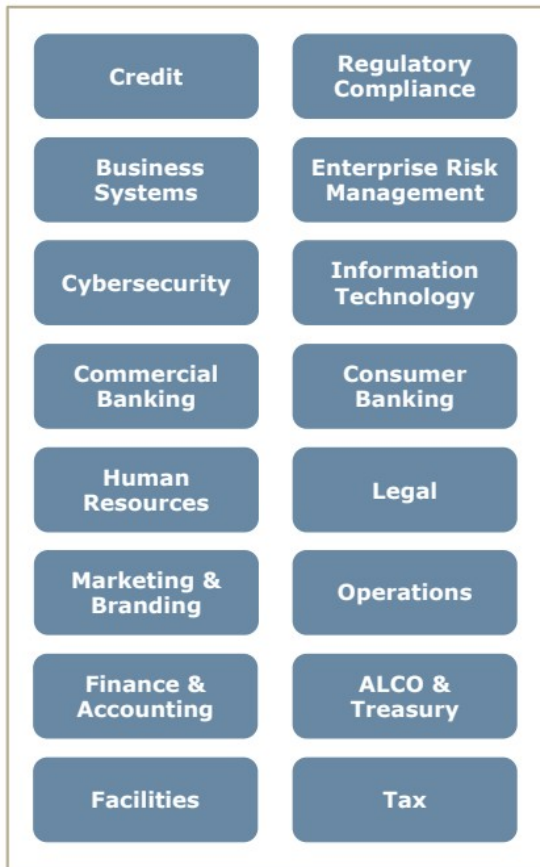 Credit
Regulatory
Compliance
Business
Systems
Enterprise Risk
Management
Cybersecurity
Information
Technology
Commercial
Banking
Consumer
Banking
Human
Resources
Legal
Marketing &
Branding
Operations
Finance &
Accounting
ALCO &
Treasury
Facilities
Tax